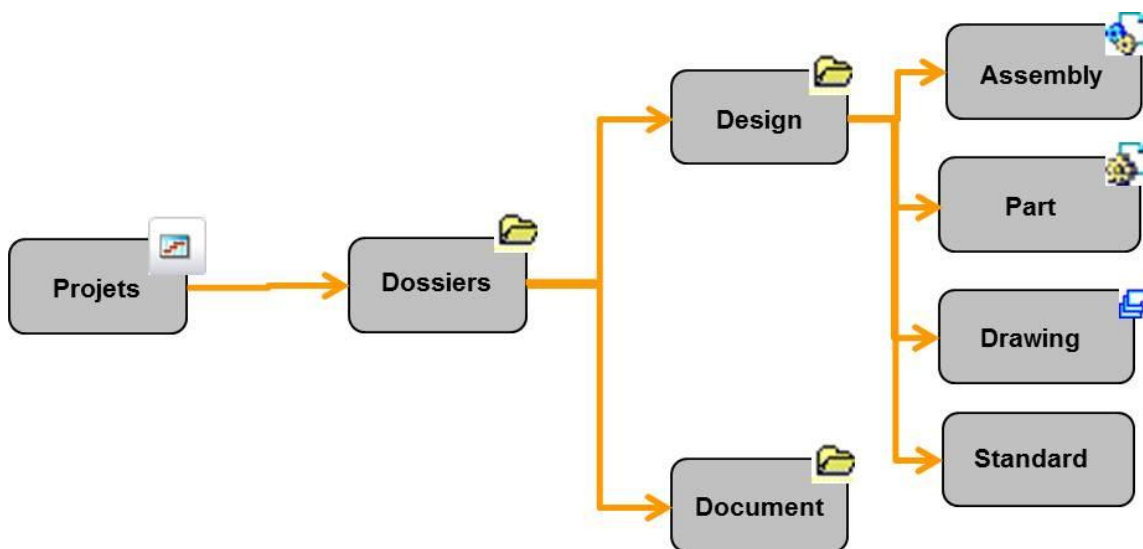 Projets
Dossiers
Design
Document
Assembly
Part
Drawing
Standard